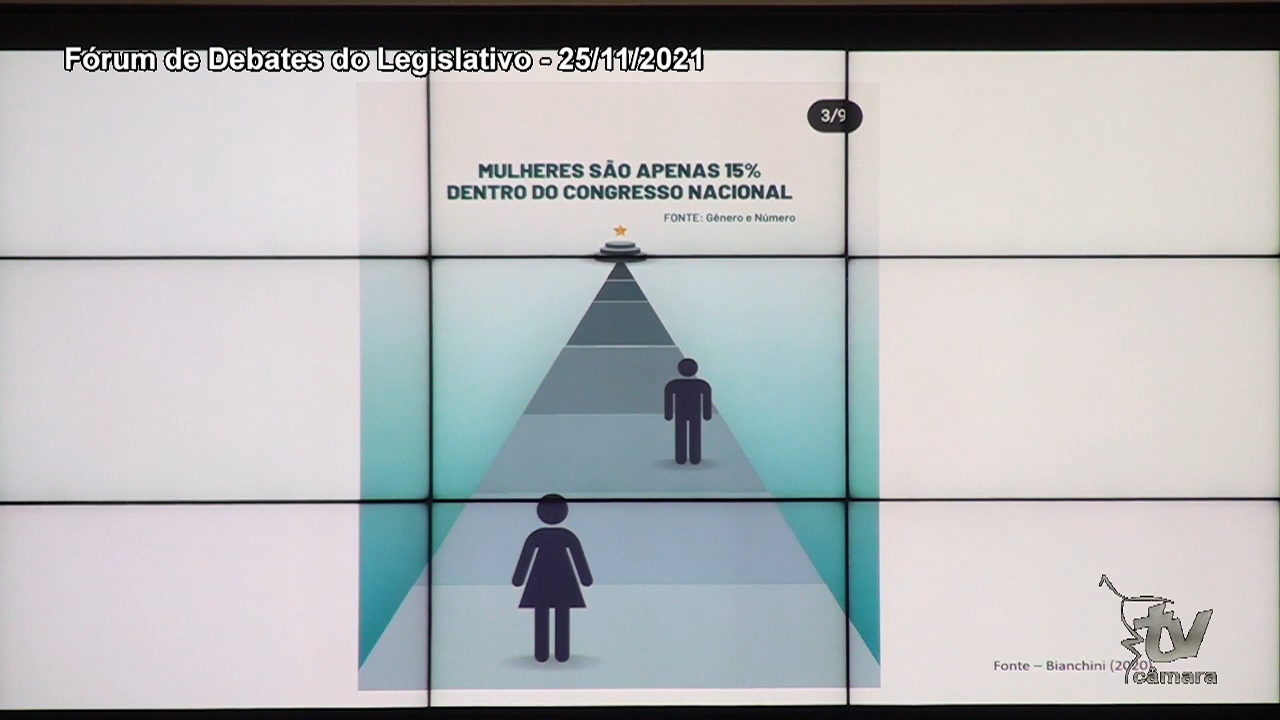 Fórum de Debates do Legislativo - 25/11/2021
3/9
MULHERES SÃO APENAS 15%
DENTRO DO CONGRESSO NACIONAL
FONTE: Gênero e Número
Fonte – Bianchini (2020)
tv
câmara